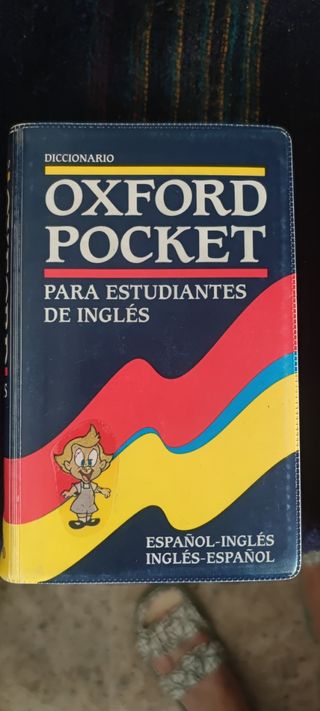 DICCIONARIO
OXFORD
POCKET
PARA ESTUDIANTES
DE INGLÉS
ESPAÑOL-INGLÉS
INGLÉS-ESPAÑOL